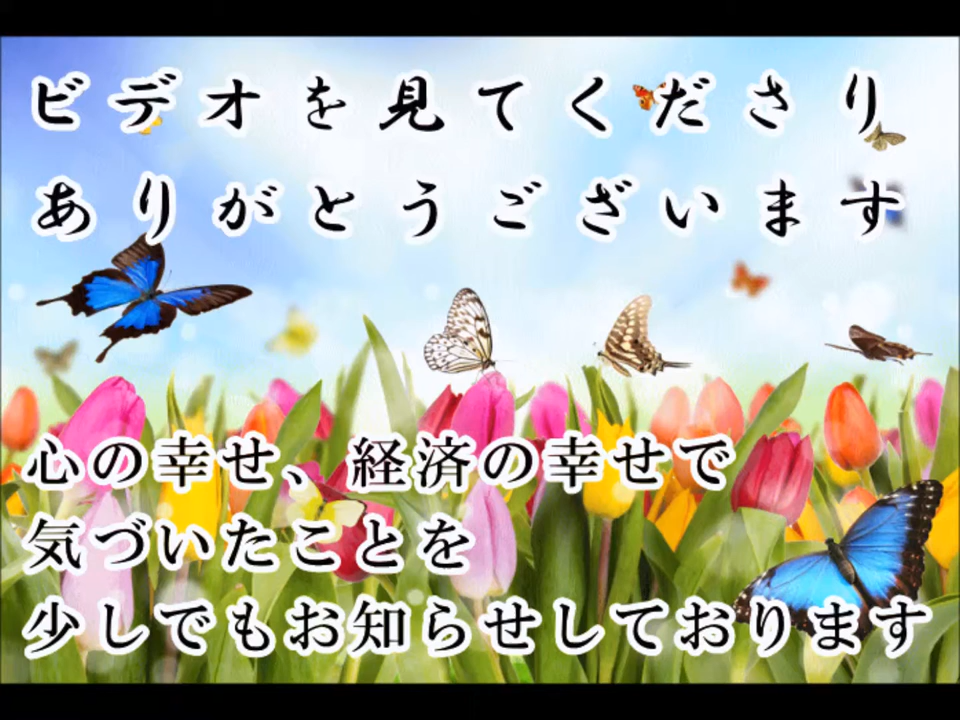 ビデオを見てくださり
ありがとうございます
心の幸せ、経済の幸せで
気づいたことを
少しでもお知らせしております